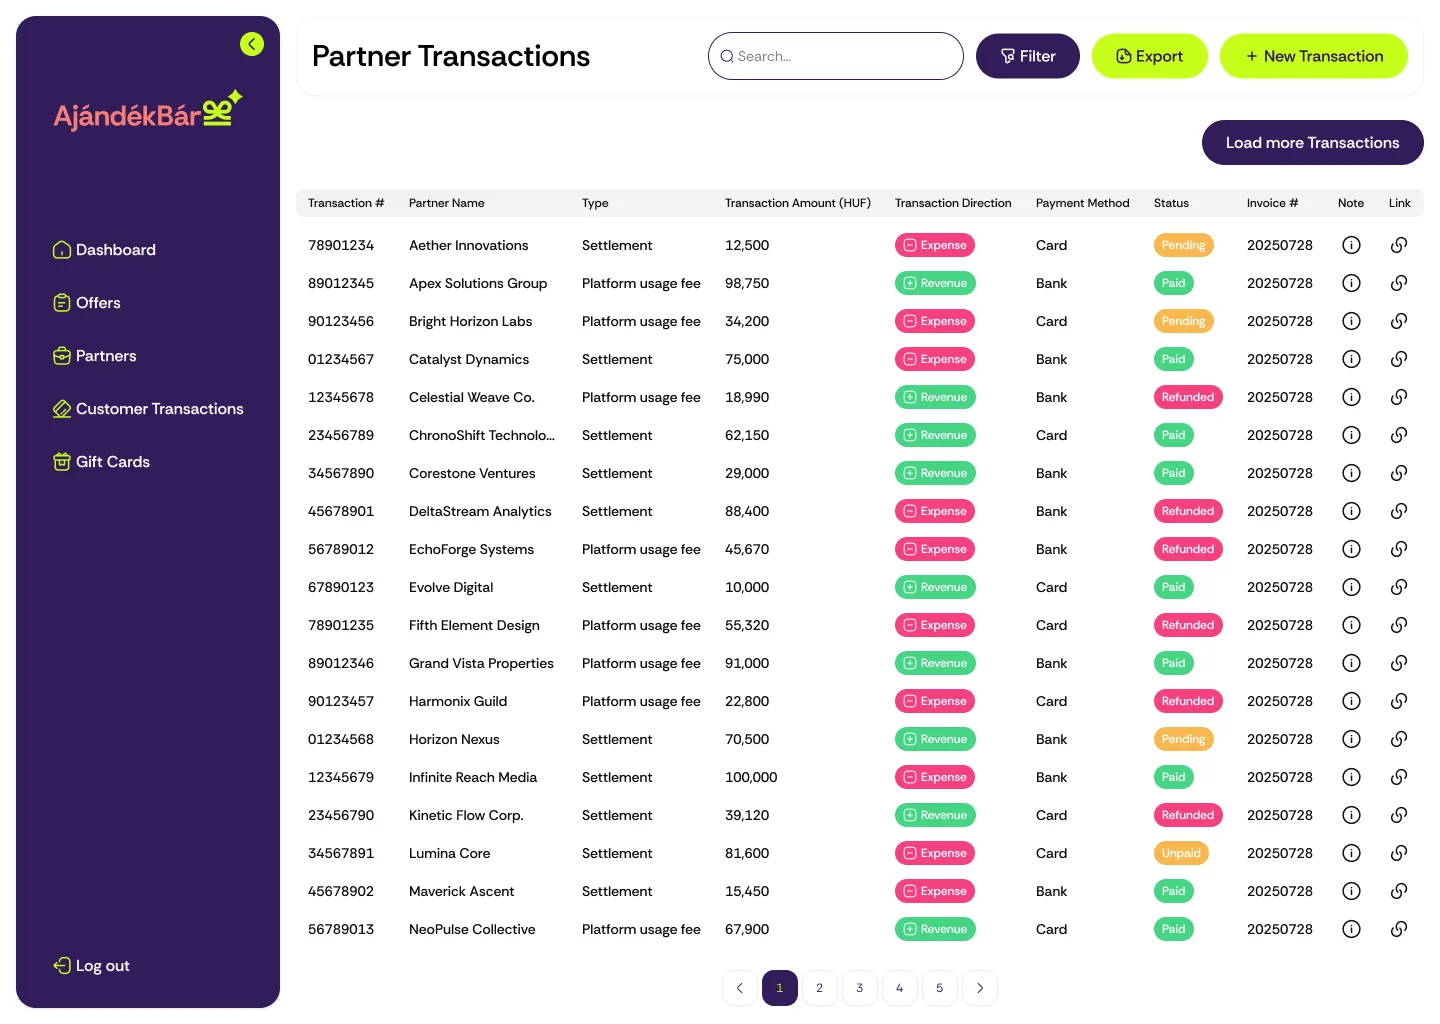 AjándékBár
Dashboard
Offers
Partners
Customer Transactions
Gift Cards
Log out
Partner Transactions
Search...
Filter
Export
+ New Transaction
Load more Transactions
Transaction # Partner Name Type Transaction Amount (HUF) Transaction Direction Payment Method Status Invoice # Note Link
78901234 Aether Innovations Settlement 12,500 Expense Card Pending 20250728
89012345 Apex Solutions Group Platform usage fee 98,750 Revenue Bank Paid 20250728
90123456 Bright Horizon Labs Platform usage fee 34,200 Expense Card Pending 20250728
01234567 Catalyst Dynamics Settlement 75,000 Expense Bank Paid 20250728
12345678 Celestial Weave Co. Platform usage fee 18,990 Revenue Bank Refunded 20250728
23456789 ChronoShift Technolo... Settlement 62,150 Revenue Card Paid 20250728
34567890 Corestone Ventures Settlement 29,000 Revenue Bank Paid 20250728
45678901 DeltaStream Analytics Settlement 88,400 Expense Bank Refunded 20250728
56789012 EchoForge Systems Platform usage fee 45,670 Expense Bank Refunded 20250728
67890123 Evolve Digital Settlement 10,000 Revenue Card Paid 20250728
78901235 Fifth Element Design Platform usage fee 55,320 Expense Card Refunded 20250728
89012346 Grand Vista Properties Platform usage fee 91,000 Revenue Bank Paid 20250728
90123457 Harmonix Guild Platform usage fee 22,800 Expense Card Refunded 20250728
01234568 Horizon Nexus Settlement 70,500 Revenue Bank Pending 20250728
12345679 Infinite Reach Media Settlement 100,000 Expense Bank Paid 20250728
23456790 Kinetic Flow Corp. Settlement 39,120 Revenue Card Refunded 20250728
34567891 Lumina Core Settlement 81,600 Expense Card Unpaid 20250728
45678902 Maverick Ascent Settlement 15,450 Expense Bank Paid 20250728
56789013 NeoPulse Collective Platform usage fee 67,900 Revenue Card Paid 20250728
1 2 3 4 5